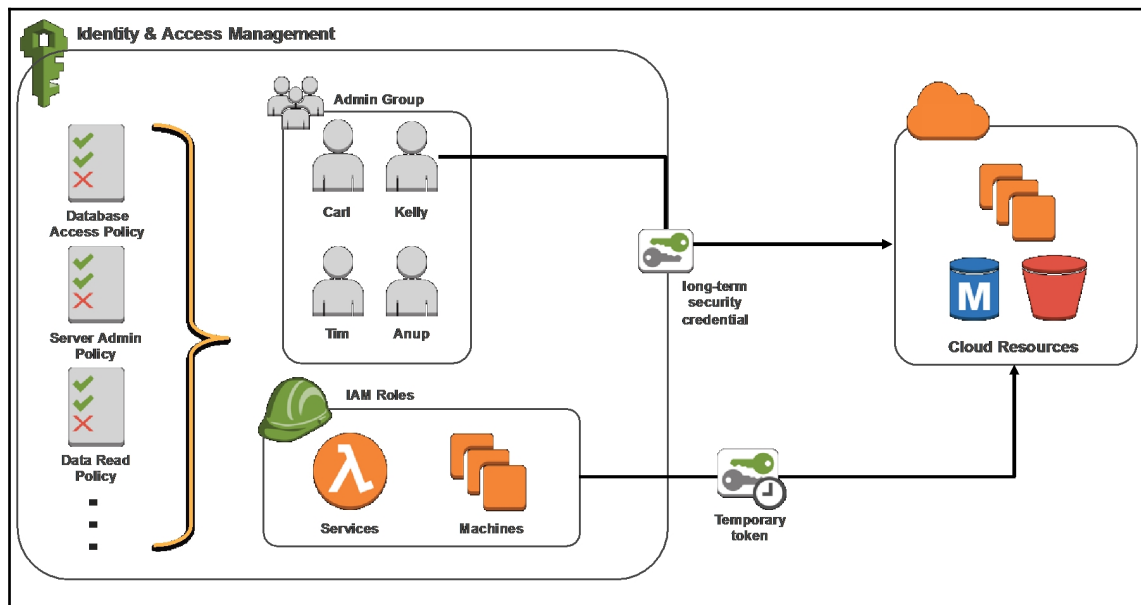 Identity & Access Management
Admin Group
Carl
Kelly
Tim
Anup
Database
Access Policy
Server Admin
Policy
Data Read
Policy
IAM Roles
λ
Services
Machines
long-term
security
credential
Temporary
token
M
Cloud Resources